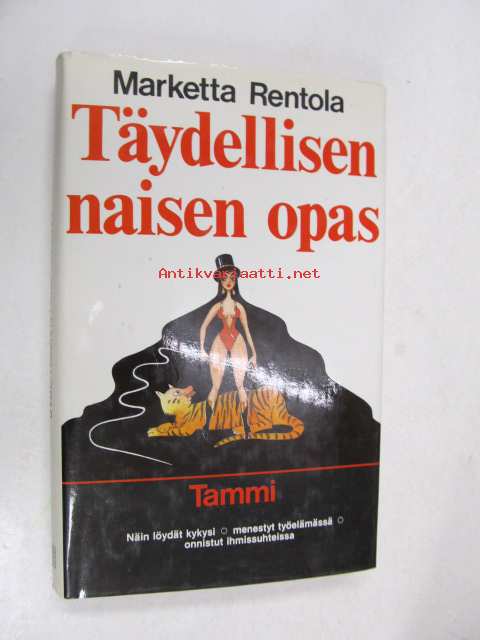 Marketta Rentola
Täydellisen
naisen opas
Antikvariaatti.net
Tammi
Näin löydät kykysi ○ menestyt työelämässä ○
onnistut ihmissuhteissa